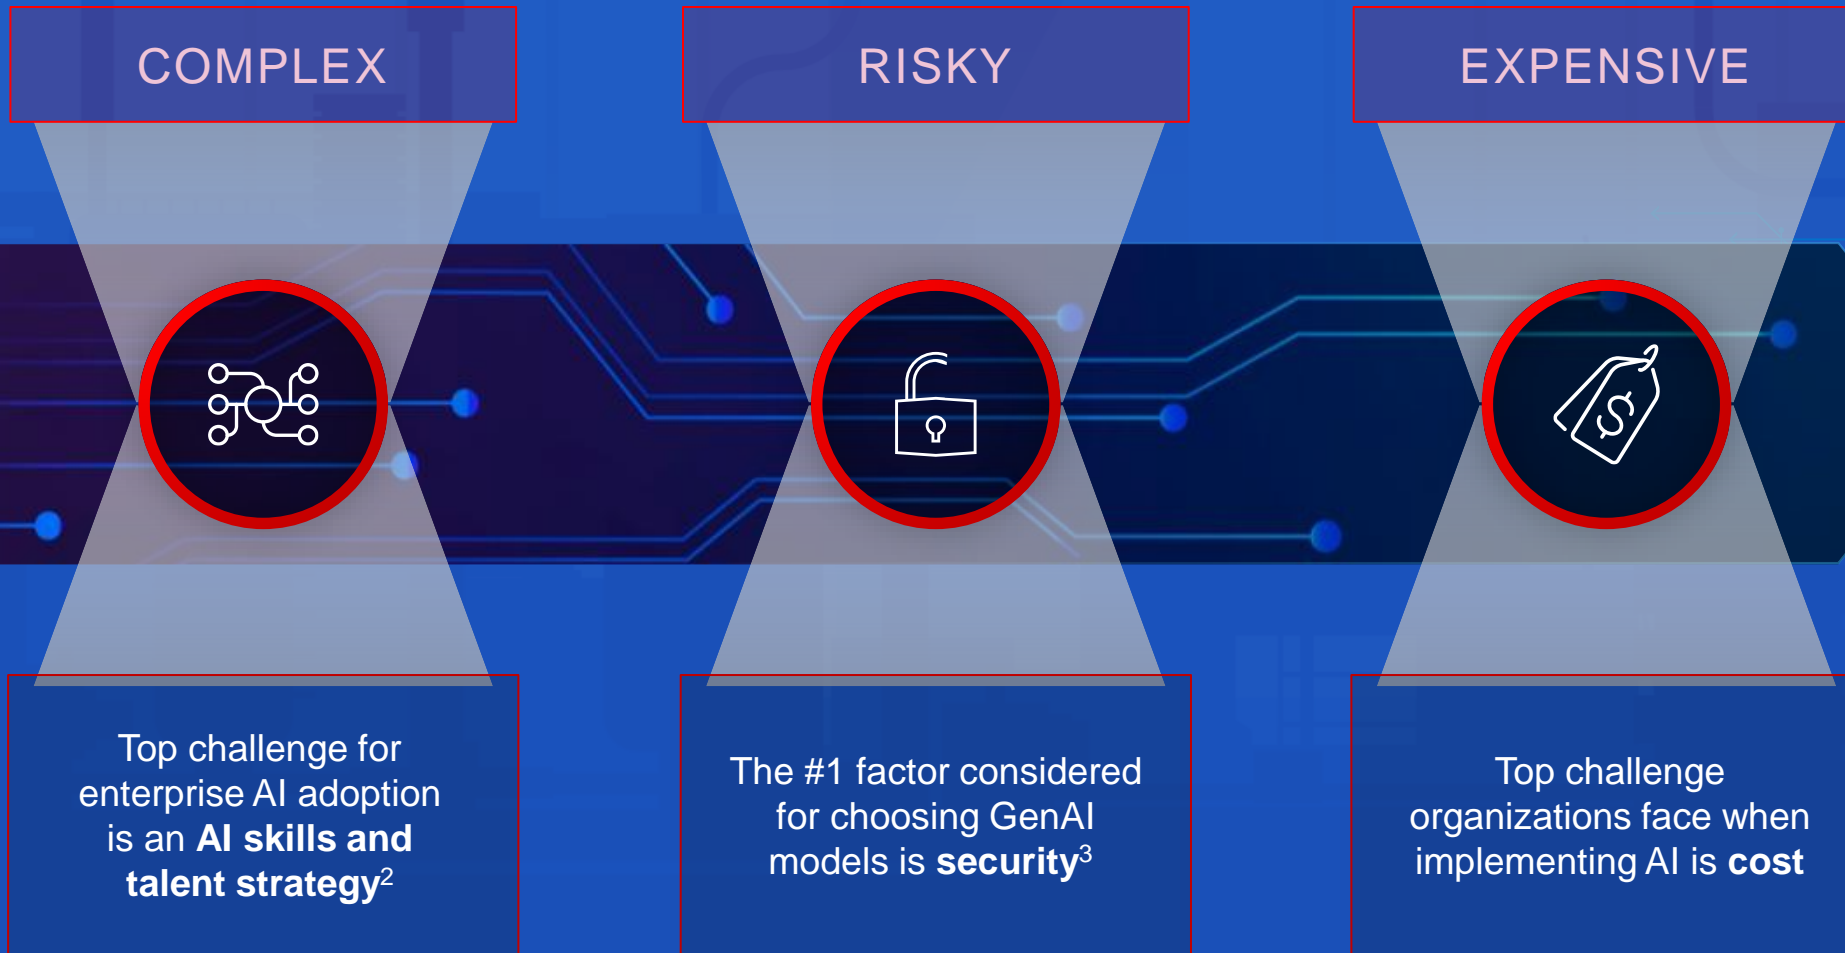 COMPLEX
RISKY
EXPENSIVE
$
Top challenge for
enterprise AI adoption
is an AI skills and
talent strategy²
The #1 factor considered
for choosing GenAI
models is security³
Top challenge
organizations face when
implementing AI is cost